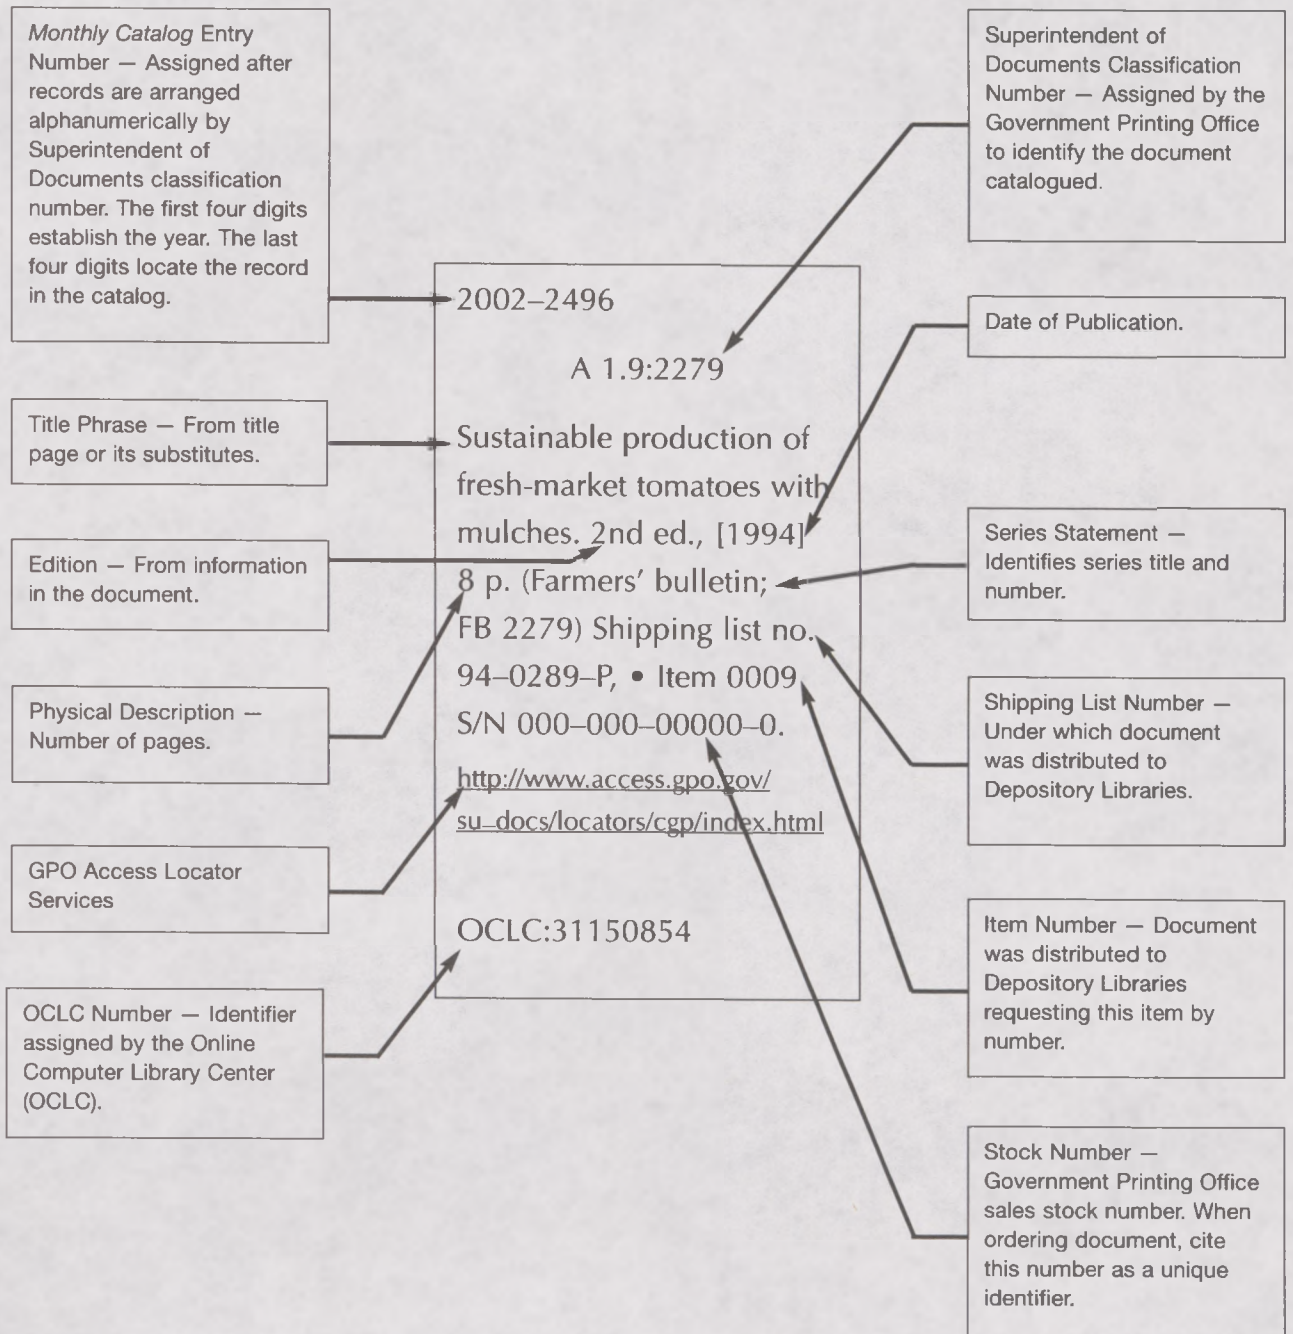 Monthly Catalog Entry
Number — Assigned after
records are arranged
alphanumerically by
Superintendent of
Documents classification
number. The first four digits
establish the year. The last
four digits locate the record
in the catalog.
Title Phrase — From title
page or its substitutes.
Edition — From information
in the document.
Physical Description —
Number of pages.
GPO Access Locator
Services
OCLC Number — Identifier
assigned by the Online
Computer Library Center
(OCLC).
2002–2496
A 1.9:2279
Sustainable production of
fresh-market tomatoes with
mulches. 2nd ed., [1994]
8 p. (Farmers’ bulletin;
FB 2279) Shipping list no.
94–0289–P, • Item 0009
S/N 000–000–00000–0.
http://www.access.gpo.gov/
su_docs/locators/cgp/index.html
OCLC:31150854
Superintendent of
Documents Classification
Number — Assigned by the
Government Printing Office
to identify the document
catalogued.
Date of Publication.
Series Statement —
Identifies series title and
number.
Shipping List Number —
Under which document
was distributed to
Depository Libraries.
Item Number — Document
was distributed to
Depository Libraries
requesting this item by
number.
Stock Number —
Government Printing Office
sales stock number. When
ordering document, cite
this number as a unique
identifier.